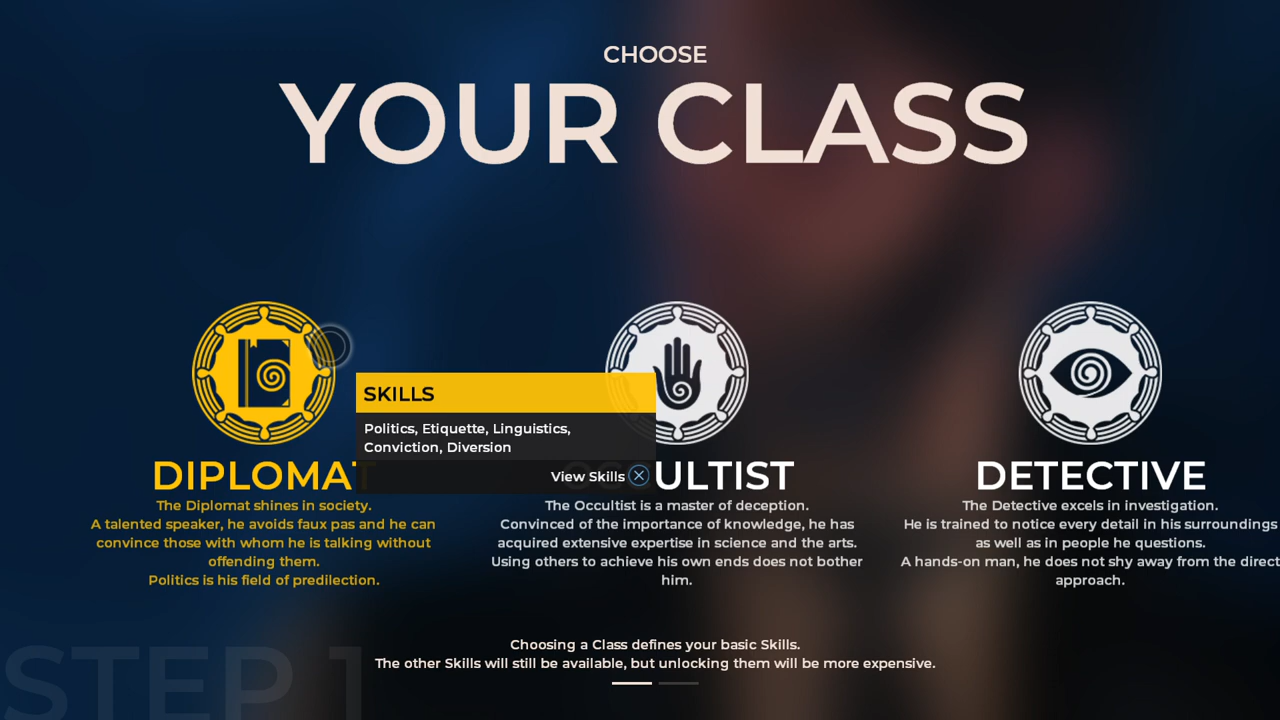 CHOOSE
YOUR CLASS
SKILLS
Politics, Etiquette, Linguistics,
Conviction, Diversion
View Skills
DIPLOMAT
The Diplomat shines in society.
A talented speaker, he avoids faux pas and he can
convince those with whom he is talking without
offending them.
Politics is his field of predilection.
OCCULTIST
The Occultist is a master of deception.
Convinced of the importance of knowledge, he has
acquired extensive expertise in science and the arts.
Using others to achieve his own ends does not bother
him.
DETECTIVE
The Detective excels in investigation.
He is trained to notice every detail in his surroundings
as well as in people he questions.
A hands-on man, he does not shy away from the direct
approach.
Choosing a Class defines your basic Skills.
The other Skills will still be available, but unlocking them will be more expensive.
STEP 1